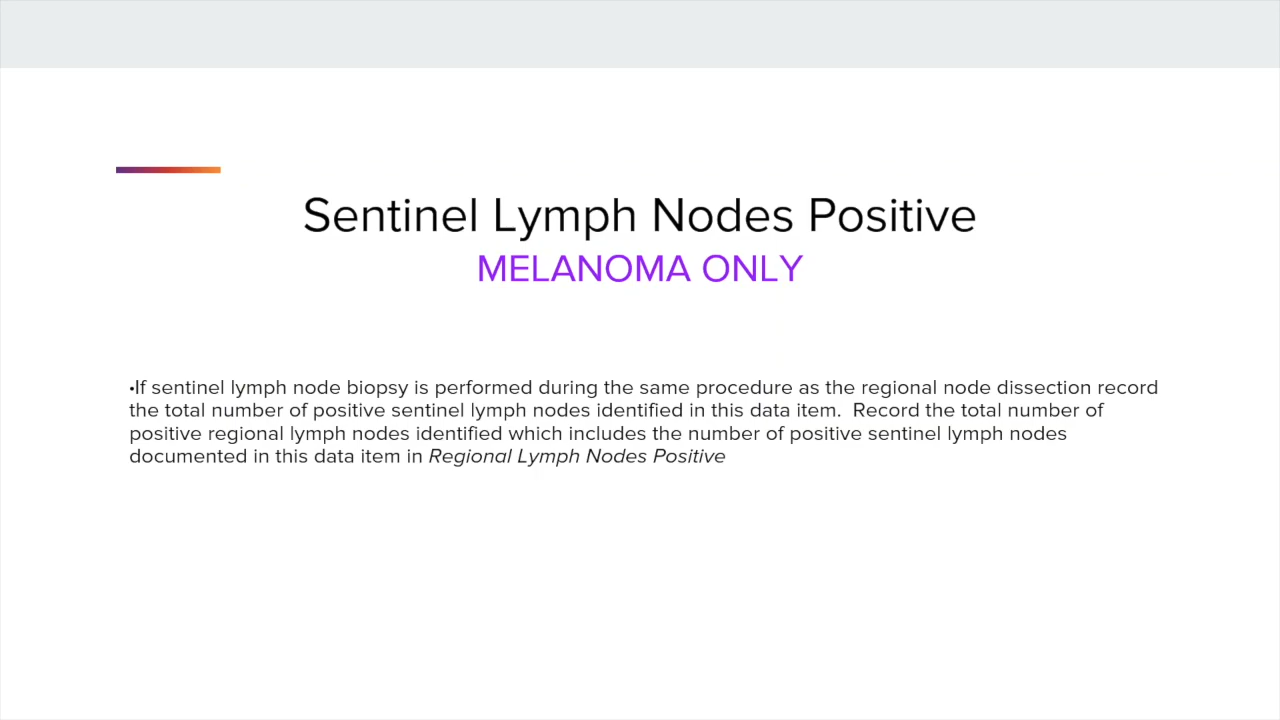 Sentinel Lymph Nodes Positive
MELANOMA ONLY
•If sentinel lymph node biopsy is performed during the same procedure as the regional node dissection record
the total number of positive sentinel lymph nodes identified in this data item.  Record the total number of
positive regional lymph nodes identified which includes the number of positive sentinel lymph nodes
documented in this data item in Regional Lymph Nodes Positive